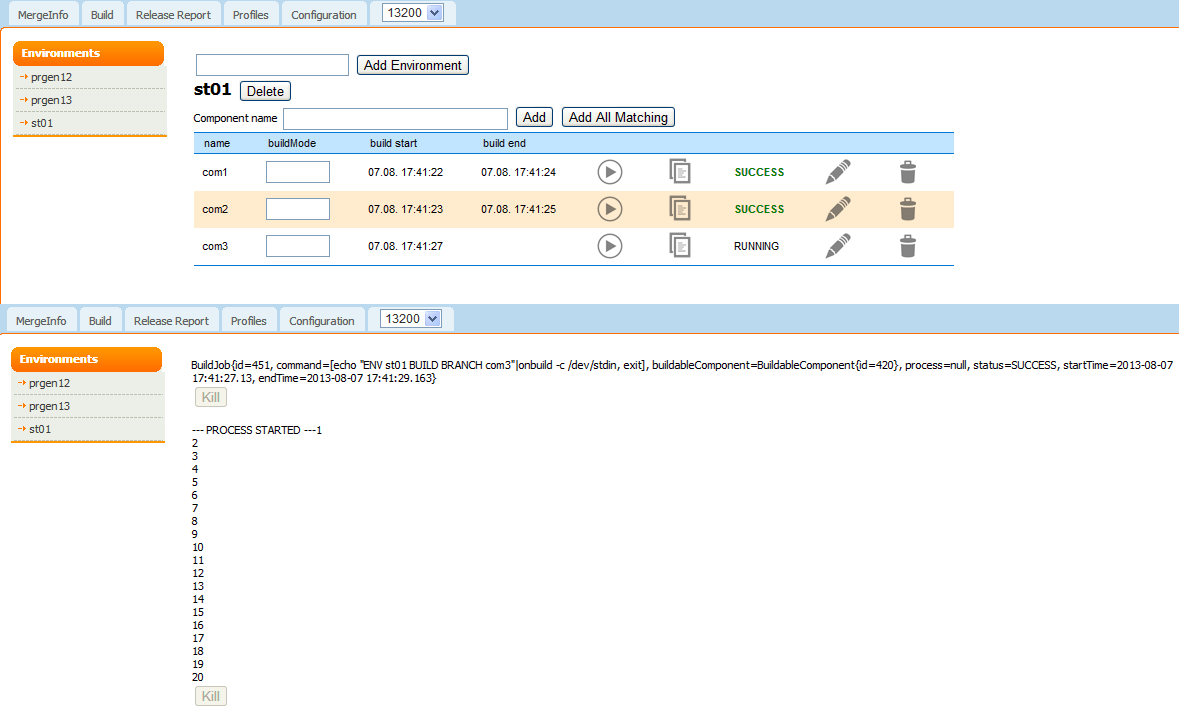 MergeInfo Build Release Report Profiles Configuration 13200
Environments
prgen12
prgen13
st01
Add Environment
st01 Delete
Component name Add Add All Matching
name buildMode build start build end
com1 07.08. 17:41:22 07.08. 17:41:24 SUCCESS
com2 07.08. 17:41:23 07.08. 17:41:25 SUCCESS
com3 07.08. 17:41:27 RUNNING
MergeInfo Build Release Report Profiles Configuration 13200
Environments
prgen12
prgen13
st01
BuildJob{id=451, command=[echo "ENV st01 BUILD BRANCH com3"|onbuild -c /dev/stdin, exit], buildableComponent=BuildableComponent{id=420}, process=null, status=SUCCESS, startTime=2013-08-07
17:41:27.13, endTime=2013-08-07 17:41:29.163}
Kill
--- PROCESS STARTED ---1
2
3
4
5
6
7
8
9
10
11
12
13
14
15
16
17
18
19
20
Kill